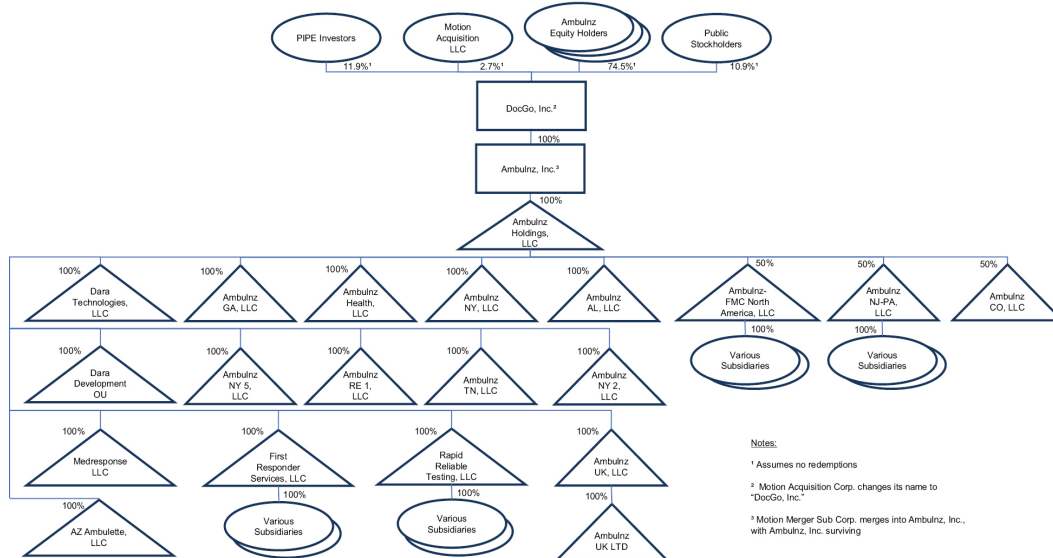 PIPE Investors
Motion
Acquisition
LLC
Ambulnz
Equity Holders
Public
Stockholders
11.9%¹
2.7%¹
74.5%¹
10.9%¹
DocGo, Inc.²
100%
Ambulnz, Inc.³
100%
Ambulnz
Holdings,
LLC
100%
Dara
Technologies,
LLC
100%
Ambulnz
GA, LLC
100%
Ambulnz
Health,
LLC
100%
Ambulnz
NY, LLC
100%
Ambulnz
AL, LLC
50%
Ambulnz-
FMC North
America, LLC
50%
Ambulnz
NJ-PA,
LLC
50%
Ambulnz
CO, LLC
100%
Various
Subsidiaries
100%
Various
Subsidiaries
100%
Dara
Development
OU
100%
Ambulnz
NY 5,
LLC
100%
Ambulnz
RE 1,
LLC
100%
Ambulnz
TN, LLC
100%
Ambulnz
NY 2,
LLC
100%
Medresponse
LLC
100%
First
Responder
Services, LLC
100%
Rapid
Reliable
Testing, LLC
100%
Ambulnz
UK, LLC
100%
AZ Ambulette,
LLC
100%
Various
Subsidiaries
100%
Various
Subsidiaries
100%
Ambulnz
UK LTD
Notes:
¹ Assumes no redemptions
² Motion Acquisition Corp. changes its name to
“DocGo, Inc.”
³ Motion Merger Sub Corp. merges into Ambulnz, Inc.,
with Ambulnz, Inc. surviving